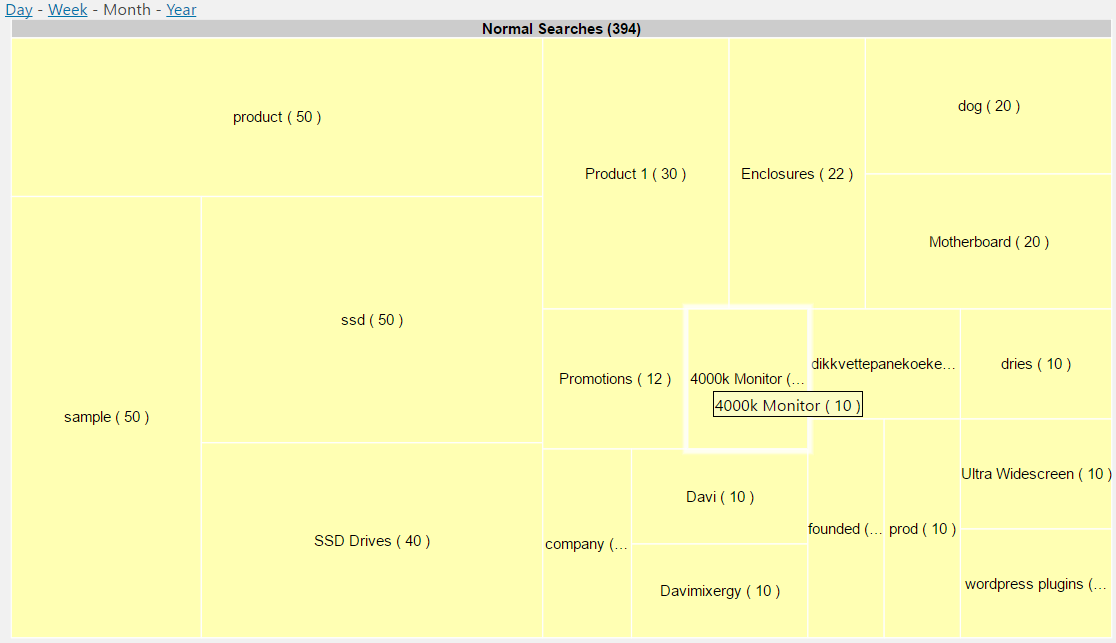 Day - Week - Month - Year
Normal Searches (394)
product ( 50 )
sample ( 50 )
ssd ( 50 )
SSD Drives ( 40 )
Product 1 ( 30 )
Enclosures ( 22 )
dog ( 20 )
Motherboard ( 20 )
Promotions ( 12 )
4000k Monitor (...
4000k Monitor ( 10 )
dikkvettepanekoeke...
dries ( 10 )
company (...
Davi ( 10 )
Davimixergy ( 10 )
founded (...
prod ( 10 )
Ultra Widescreen ( 10 )
wordpress plugins (...